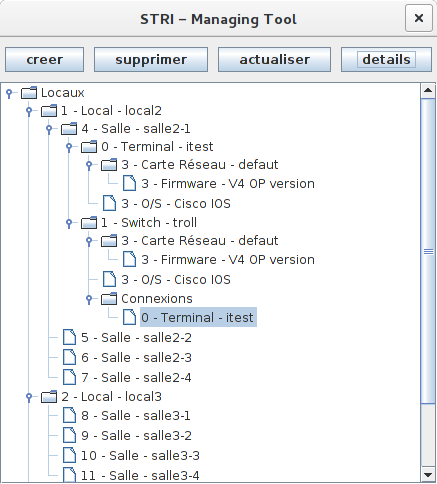 STRI – Managing Tool
creer supprimer actualiser details
Locaux
1 - Local - local2
4 - Salle - salle2-1
0 - Terminal - itest
3 - Carte Réseau - defaut
3 - Firmware - V4 OP version
3 - O/S - Cisco IOS
1 - Switch - troll
3 - Carte Réseau - defaut
3 - Firmware - V4 OP version
3 - O/S - Cisco IOS
Connexions
0 - Terminal - itest
5 - Salle - salle2-2
6 - Salle - salle2-3
7 - Salle - salle2-4
2 - Local - local3
8 - Salle - salle3-1
9 - Salle - salle3-2
10 - Salle - salle3-3
11 - Salle - salle3-4